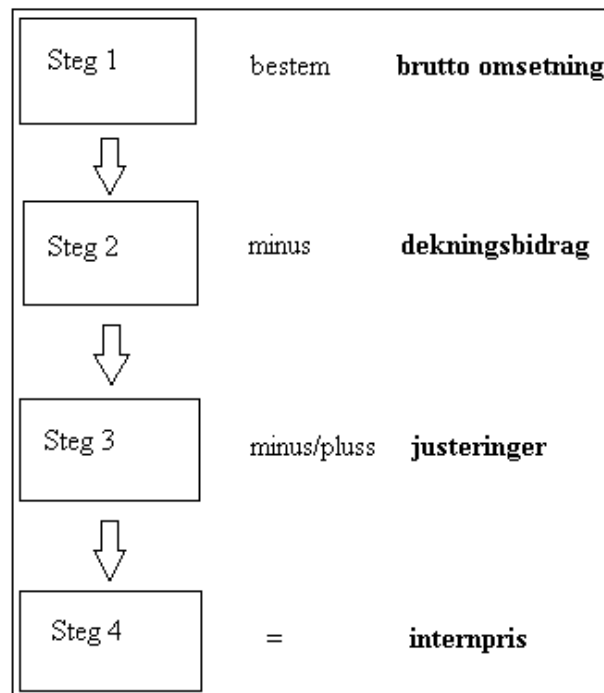 Steg 1 bestem brutto omsetning
Steg 2 minus dekningsbidrag
Steg 3 minus/pluss justeringer
Steg 4 = internpris